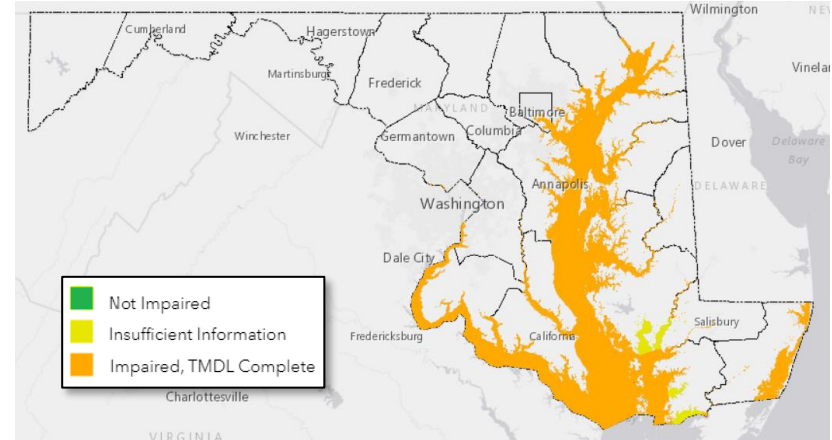 Wilmington
NEW
Cumberland
Hagerstown
Martinsburg
Frederick
Vinelan
MARYLAND
Baltimore
Winchester
Germantown
Columbia
Dover
Delaware
Bay
Annapolis
DELAWARE
Washington
Dale City
Not Impaired
Insufficient Information
Impaired, TMDL Complete
Fredericksburg
California
Salisbury
Charlottesville
VIRGINIA